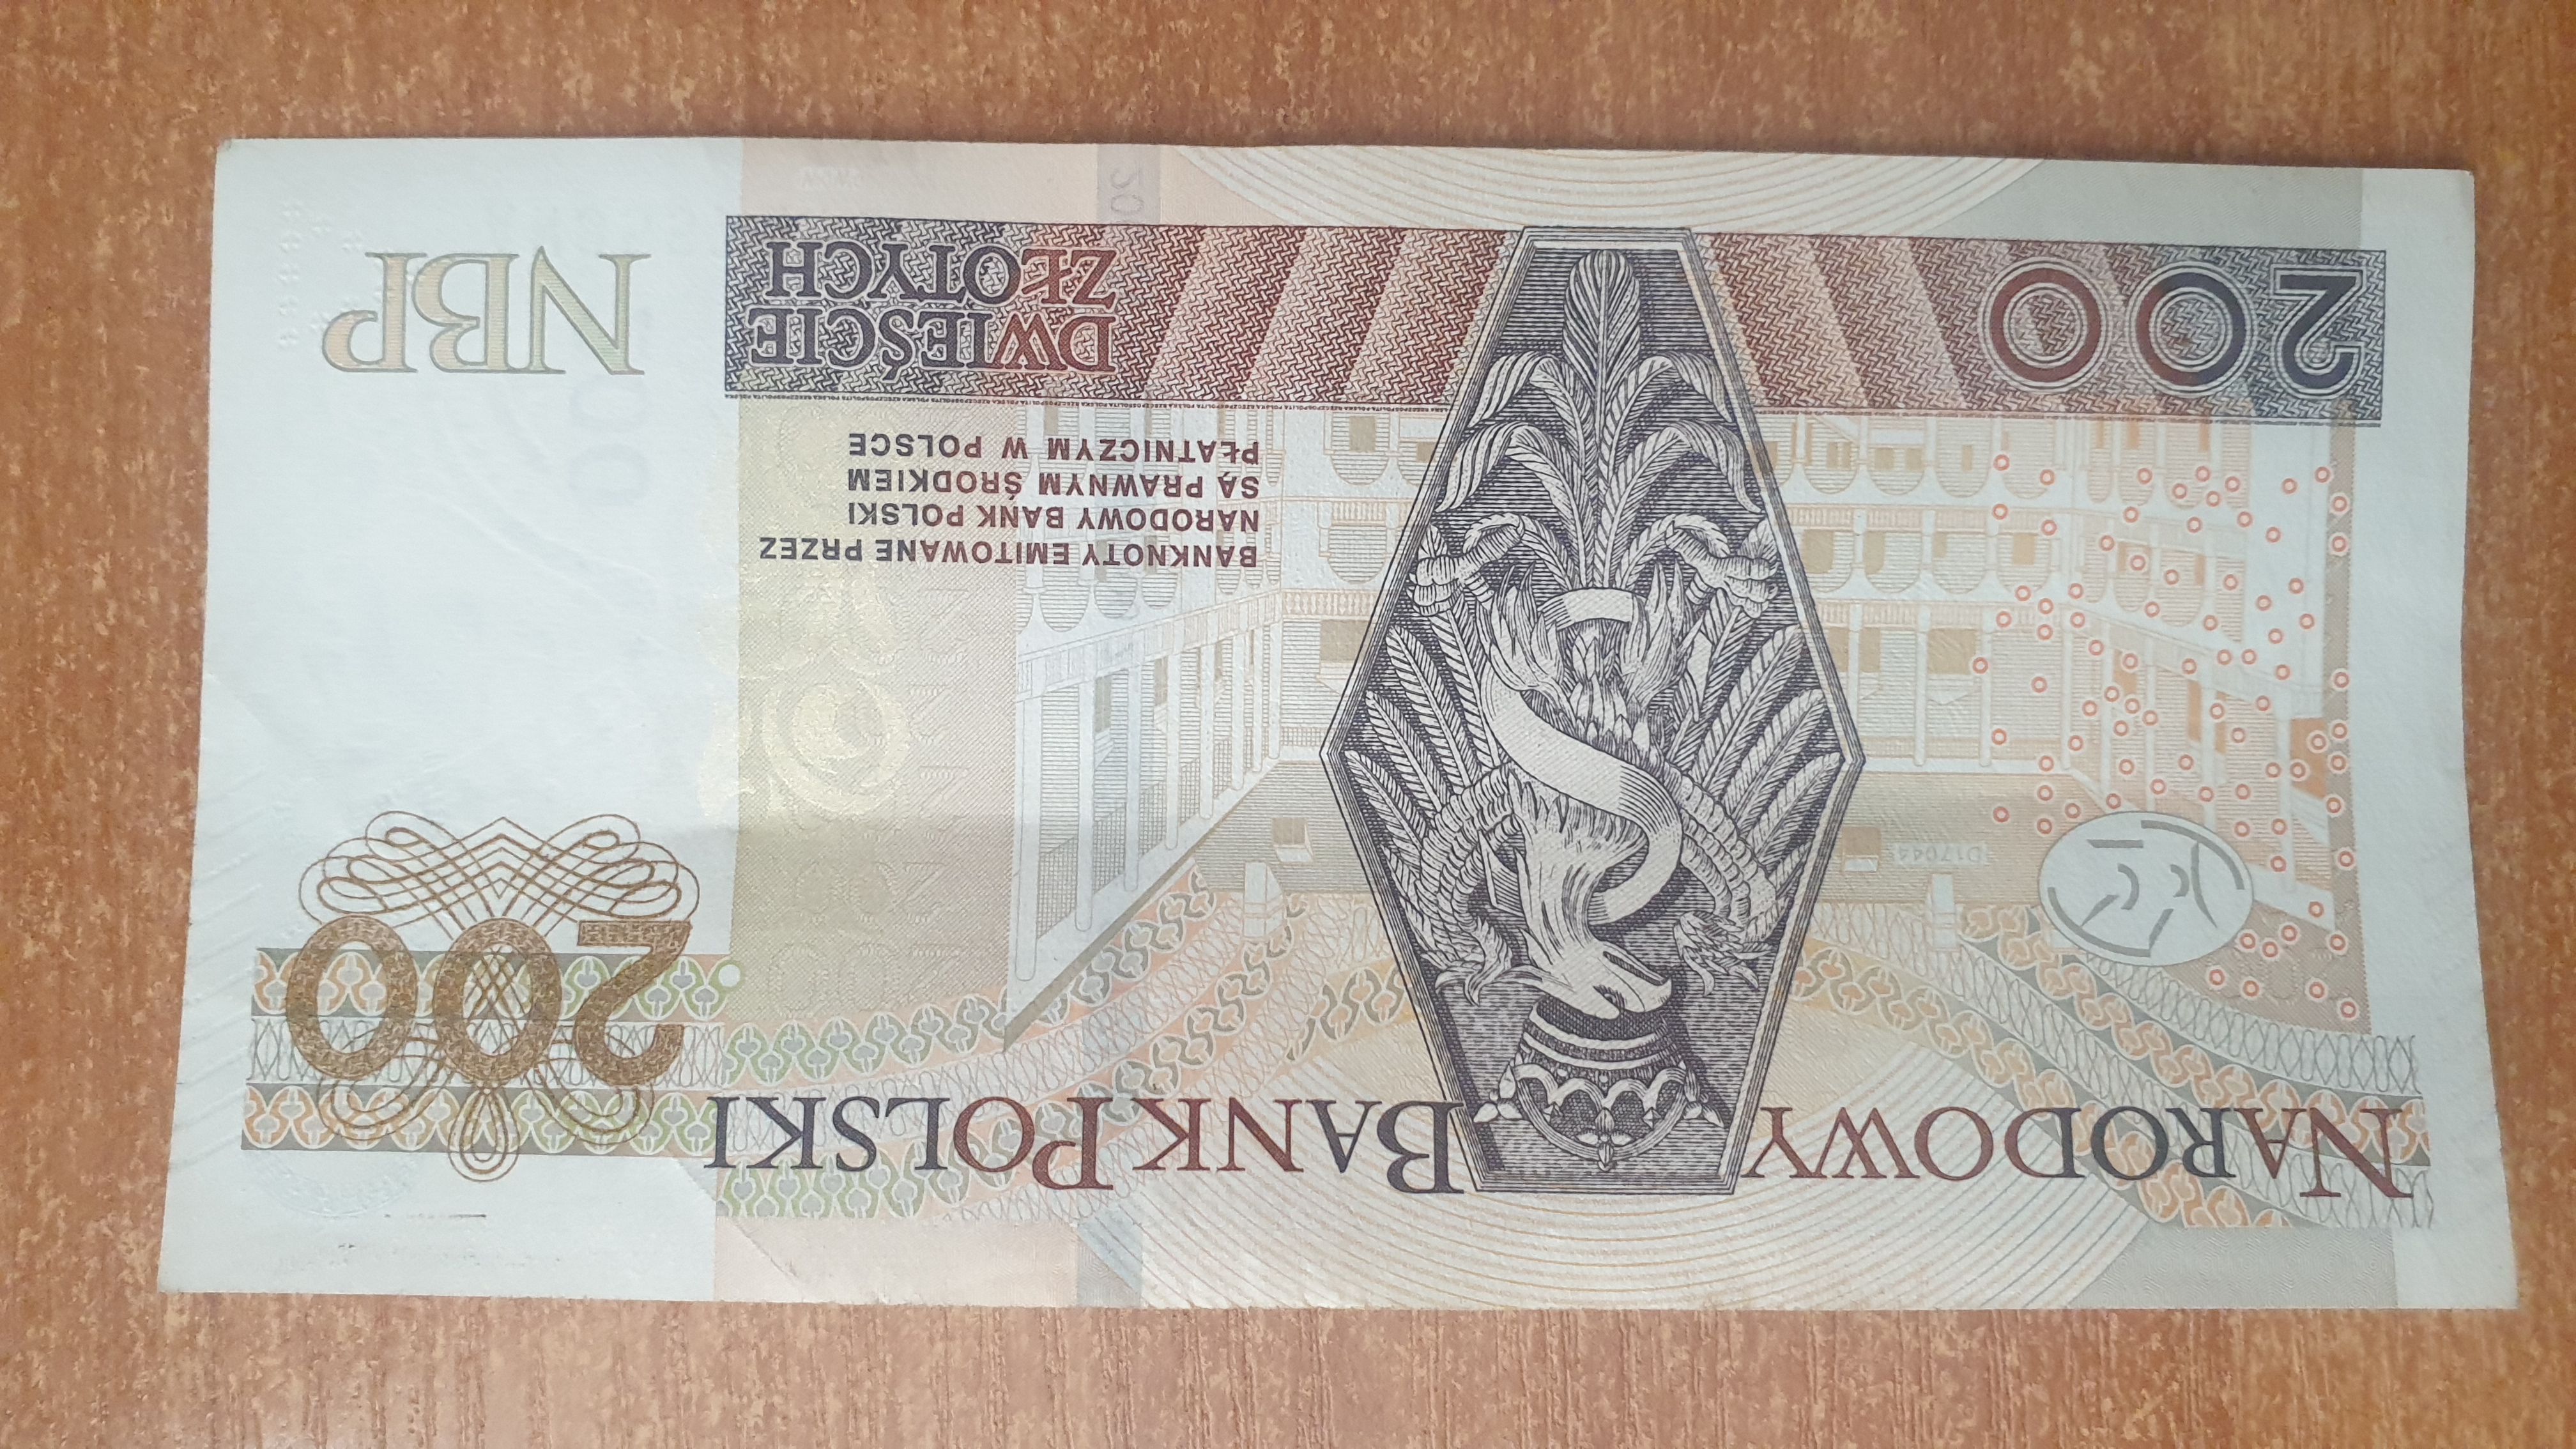 NARODOWY BANK POLSKI
200
BANKNOTY EMITOWANE PRZEZ
NARODOWY BANK POLSKI
SĄ PRAWNYM ŚRODKIEM
PŁATNICZYM W POLSCE
200
DWIEŚCIE
ZŁOTYCH
NBP